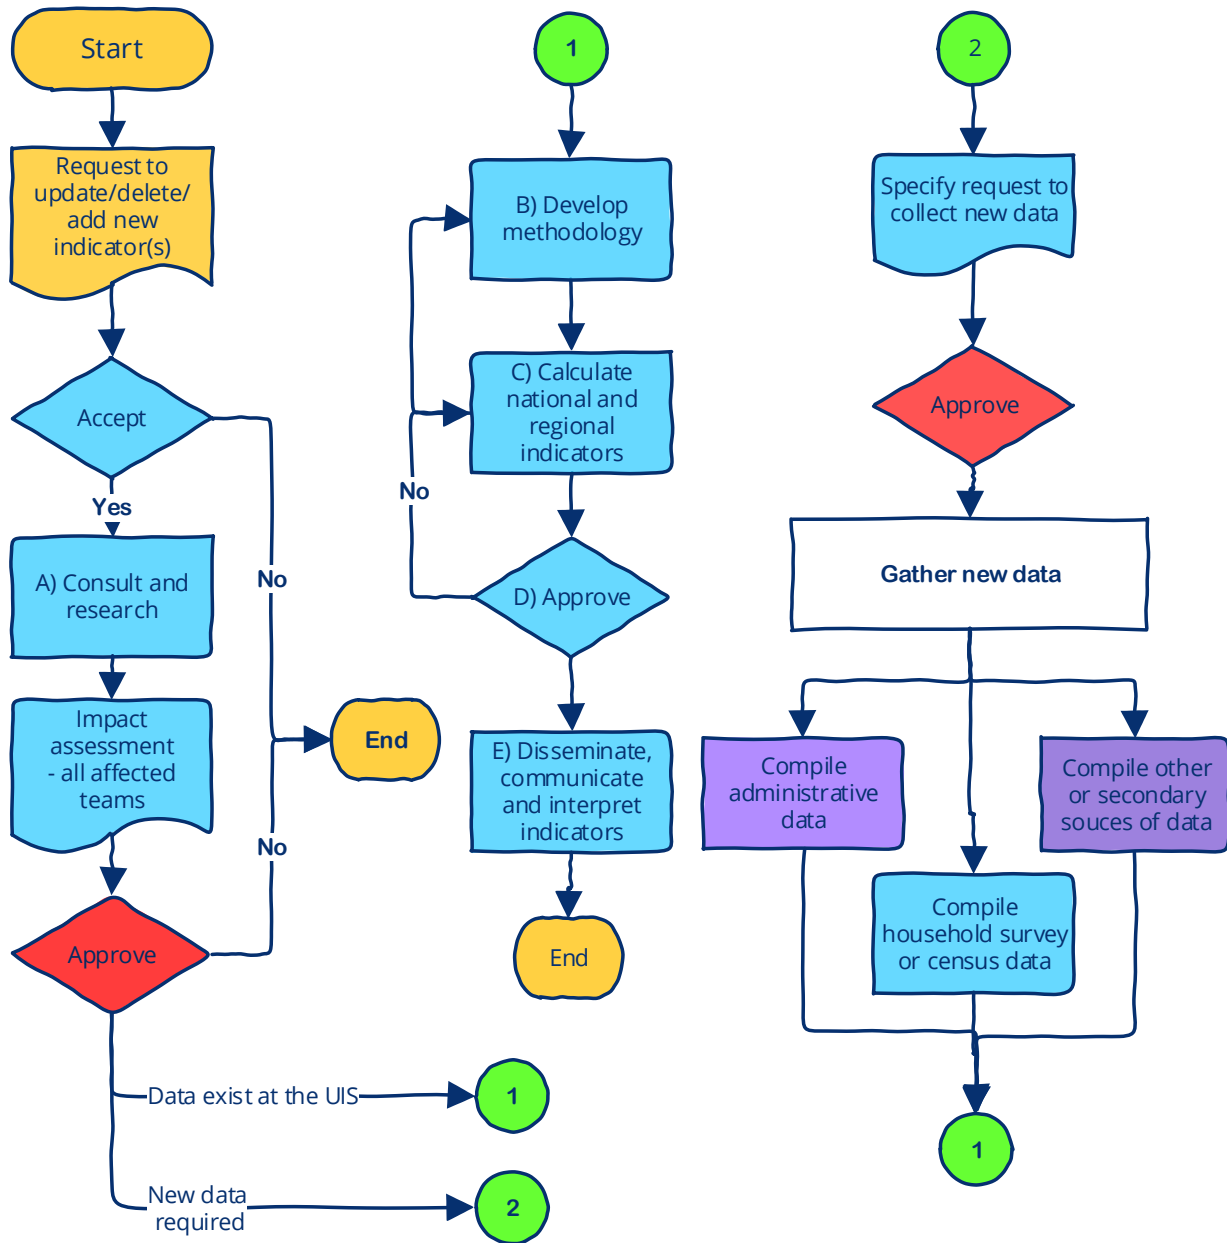 Start
Request to
update/delete/
add new
indicator(s)
Accept
Yes
No
A) Consult and
research
Impact
assessment
- all affected
teams
No
Approve
End
Data exist at the UIS
1
New data
required
2
1
B) Develop
methodology
C) Calculate
national and
regional
indicators
No
D) Approve
E) Disseminate,
communicate
and interpret
indicators
End
2
Specify request to
collect new data
Approve
Gather new data
Compile
administrative
data
Compile other
or secondary
souces of data
Compile
household survey
or census data
1